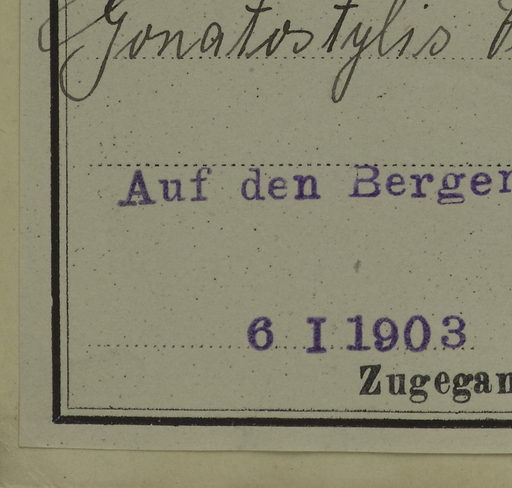 Gonatostylis
Auf den Bergen
6 I 1903
Zugegan